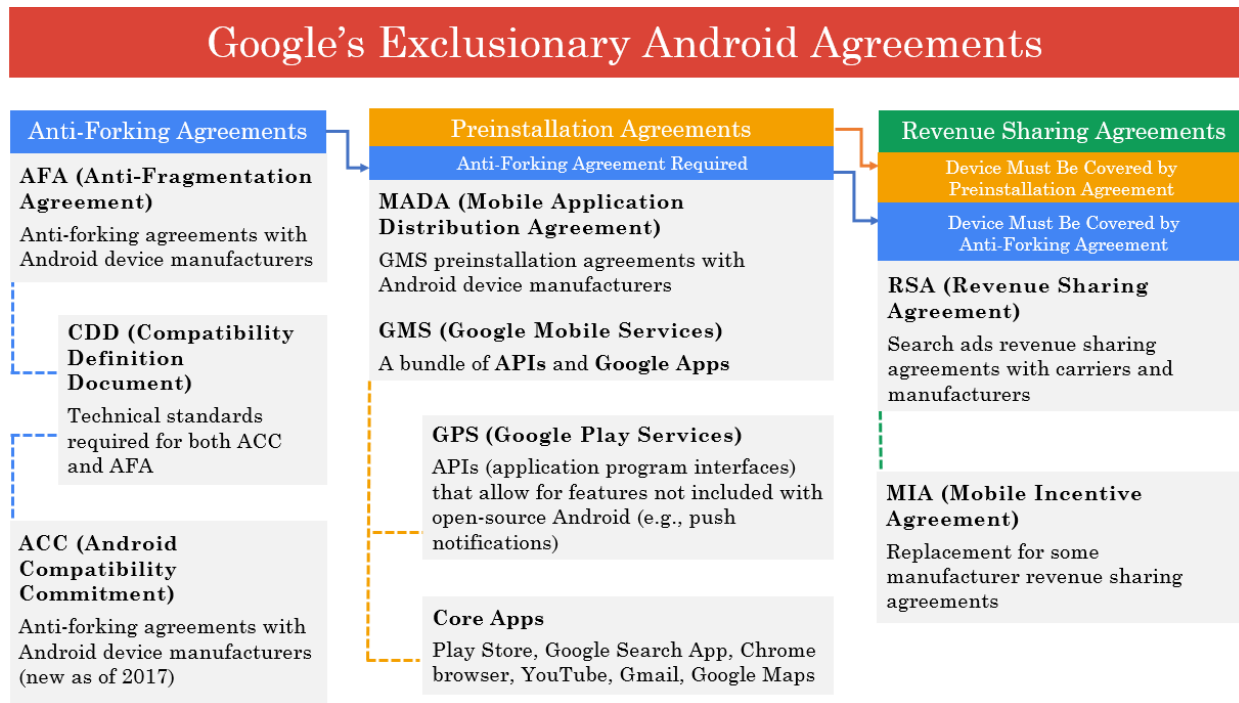 Google's Exclusionary Android Agreements
Anti-Forking Agreements
AFA (Anti-Fragmentation
Agreement)
Anti-forking agreements with
Android device manufacturers
CDD (Compatibility
Definition
Document)
Technical standards
required for both ACC
and AFA
ACC (Android
Compatibility
Commitment)
Anti-forking agreements with
Android device manufacturers
(new as of 2017)
Preinstallation Agreements
Anti-Forking Agreement Required
MADA (Mobile Application
Distribution Agreement)
GMS preinstallation agreements with
Android device manufacturers
GMS (Google Mobile Services)
A bundle of APIs and Google Apps
GPS (Google Play Services)
APIs (application program interfaces)
that allow for features not included with
open-source Android (e.g., push
notifications)
Core Apps
Play Store, Google Search App, Chrome
browser, YouTube, Gmail, Google Maps
Revenue Sharing Agreements
Device Must Be Covered by
Preinstallation Agreement
Device Must Be Covered by
Anti-Forking Agreement
RSA (Revenue Sharing
Agreement)
Search ads revenue sharing
agreements with carriers and
manufacturers
MIA (Mobile Incentive
Agreement)
Replacement for some
manufacturer revenue sharing
agreements